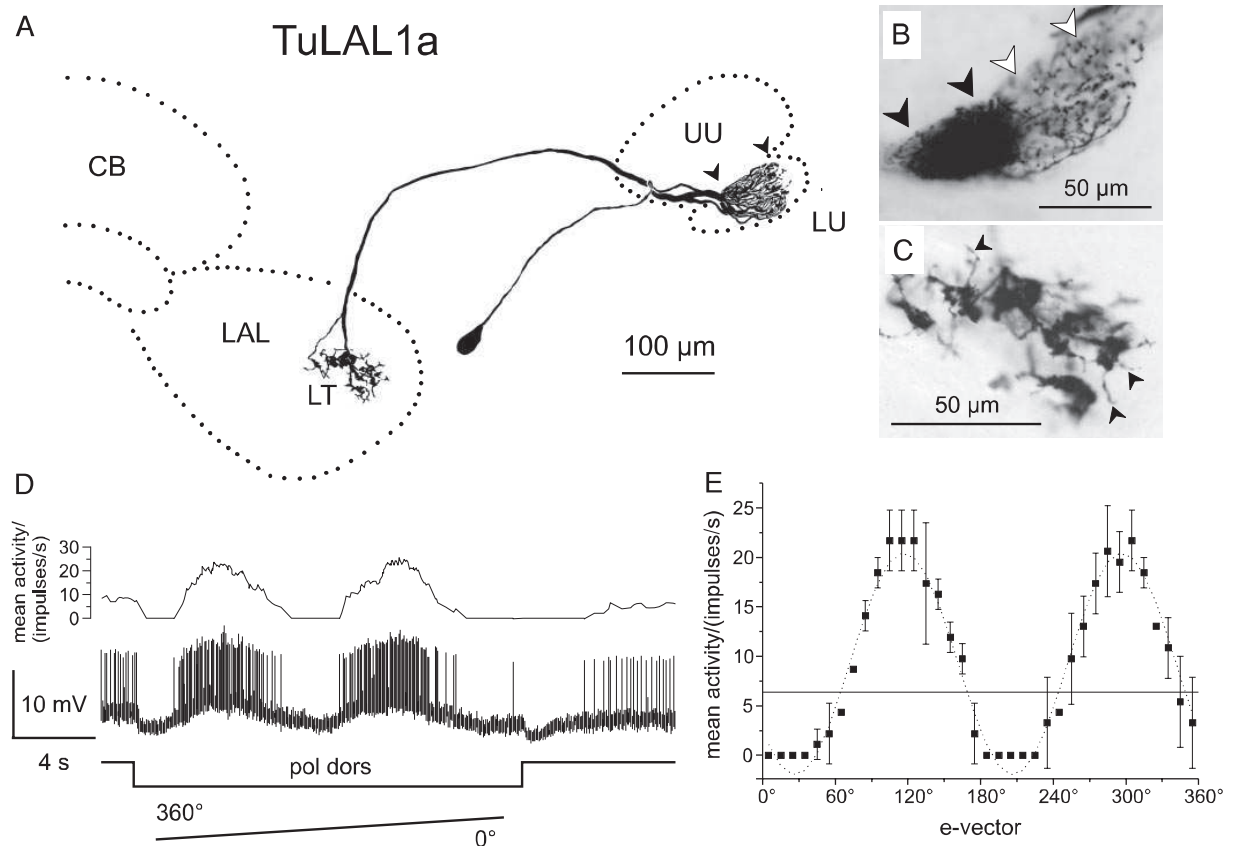 A
TuLAL1a
CB
UU
LU
LAL
LT
100 µm
B
50 µm
C
50 µm
D
mean activity/
(impulses/s)
30
20
10
0
10 mV
4 s
pol dors
360°
0°
E
mean activity/(impulses/s)
25
20
15
10
5
0
0° 60° 120° 180° 240° 300° 360°
e-vector